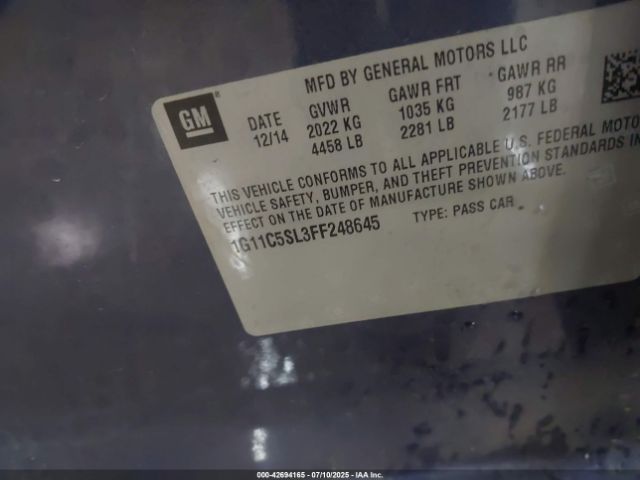 MFD BY GENERAL MOTORS LLC
GM
DATE GVWR GAWR FRT GAWR RR
12/14 2022 KG 1035 KG 987 KG
4458 LB 2281 LB 2177 LB
THIS VEHICLE CONFORMS TO ALL APPLICABLE U.S. FEDERAL MOTO
VEHICLE SAFETY, BUMPER, AND THEFT PREVENTION STANDARDS IN
EFFECT ON THE DATE OF MANUFACTURE SHOWN ABOVE.
1G11C5SL3FF248645 TYPE: PASS CAR
000-42694165 - 07/10/2025 - IAA Inc.